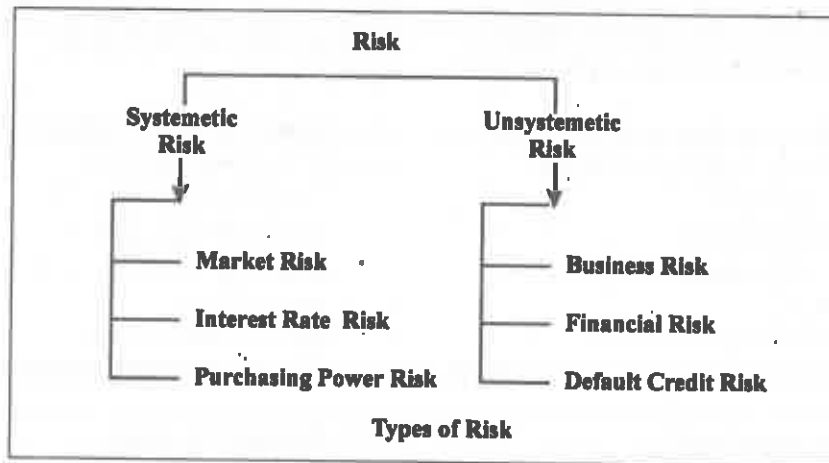 Risk
Systemetic
Risk
Unsystemetic
Risk
Market Risk
Interest Rate Risk
Purchasing Power Risk
Business Risk
Financial Risk
Default Credit Risk
Types of Risk